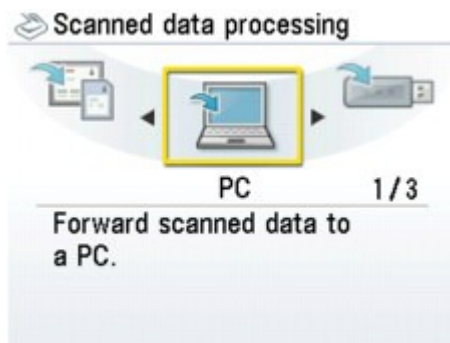 Scanned data processing
PC 1/3
Forward scanned data to
a PC.